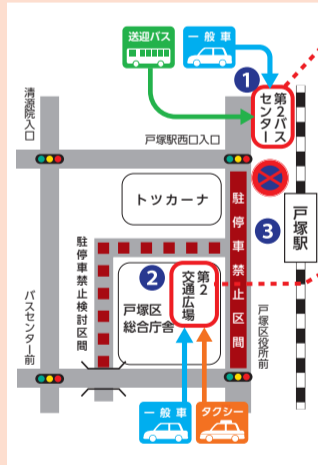 送迎バス
一般車
1
第2バス
センター
清源院入口
戸塚駅西口入口
トツカーナ
駐停車禁止区間
3
戸塚駅
駐停車禁止検討区間
2
第2
交通広場
戸塚区
総合庁舎
バスセンター前
戸塚区役所前
一般車
タクシー